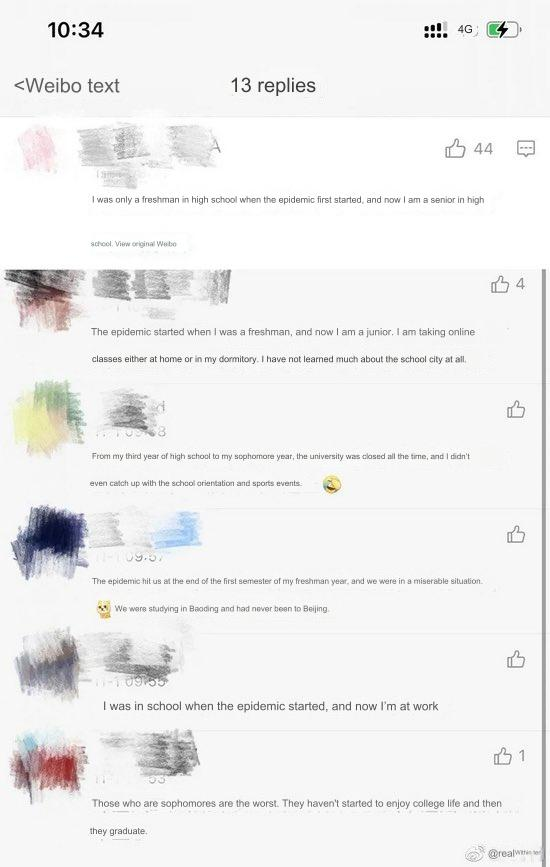 10:34
4G
<Weibo text
13 replies
44
I was only a freshman in high school when the epidemic first started, and now I am a senior in high
school. View original Weibo
4
The epidemic started when I was a freshman, and now I am a junior. I am taking online
classes either at home or in my dormitory. I have not learned much about the school city at all.
From my third year of high school to my sophomore year, the university was closed all the time, and I didn't
even catch up with the school orientation and sports events.
The epidemic hit us at the end of the first semester of my freshman year, and we were in a miserable situation.
We were studying in Baoding and had never been to Beijing.
I was in school when the epidemic started, and now I'm at work
1
Those who are sophomores are the worst. They haven't started to enjoy college life and then
they graduate.
@real Within ten